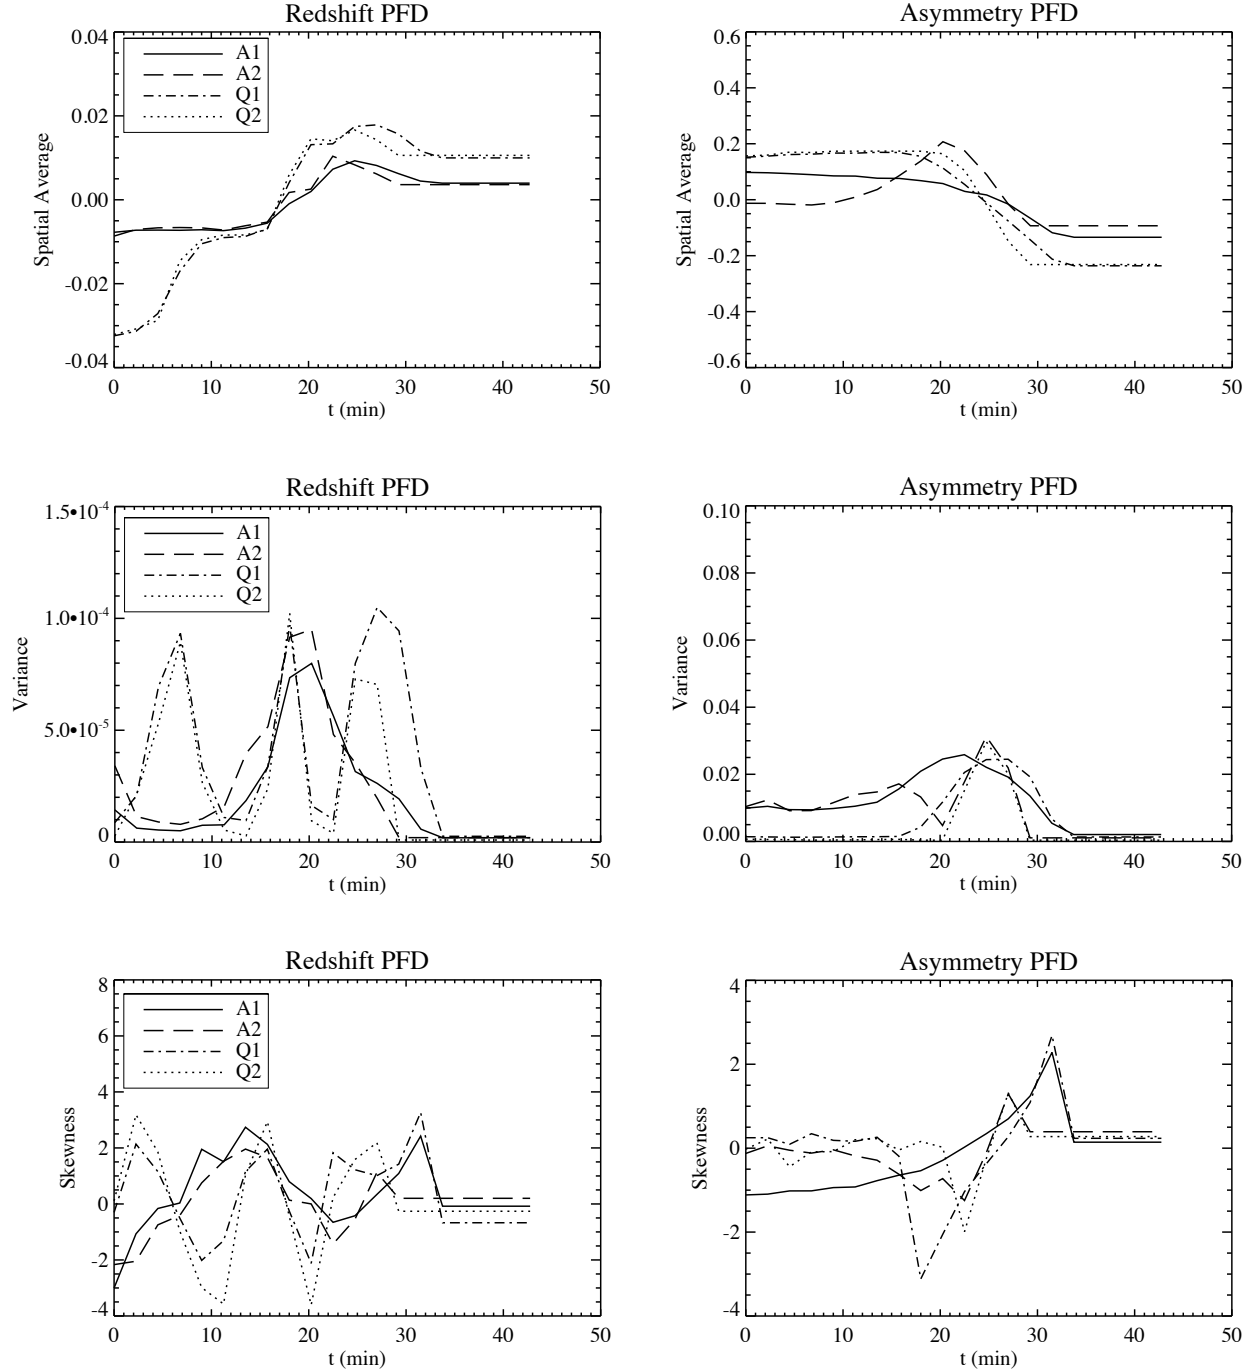 Redshift PFD
Asymmetry PFD
0.04
0.02
0.00
-0.02
-0.04
Spatial Average
A1
A2
Q1
Q2
0 10 20 30 40 50
t (min)
0.6
0.4
0.2
0.0
-0.2
-0.4
-0.6
Spatial Average
0 10 20 30 40 50
t (min)
Redshift PFD
Asymmetry PFD
1.5•10-4
1.0•10-4
5.0•10-5
0
Variance
A1
A2
Q1
Q2
0 10 20 30 40 50
t (min)
0.10
0.08
0.06
0.04
0.02
0.00
Variance
0 10 20 30 40 50
t (min)
Redshift PFD
Asymmetry PFD
8
6
4
2
0
-2
-4
Skewness
A1
A2
Q1
Q2
0 10 20 30 40 50
t (min)
4
2
0
-2
-4
Skewness
0 10 20 30 40 50
t (min)